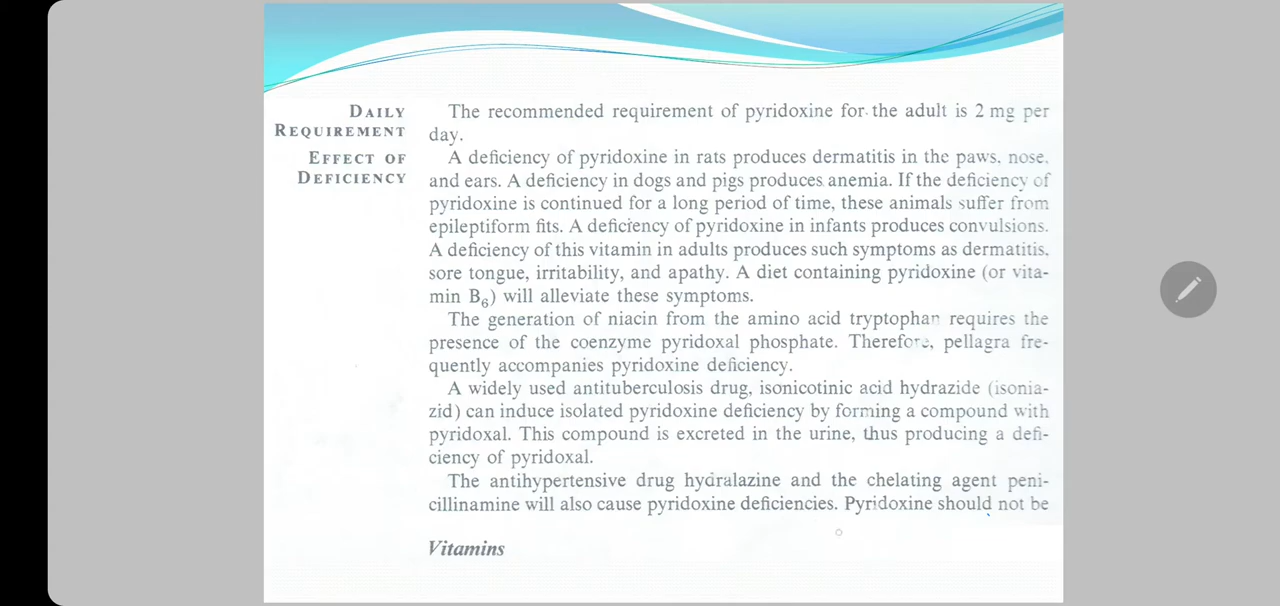 DAILY
REQUIREMENT
The recommended requirement of pyridoxine for the adult is 2 mg per
day.
EFFECT OF
DEFICIENCY
A deficiency of pyridoxine in rats produces dermatitis in the paws, nose,
and ears. A deficiency in dogs and pigs produces anemia. If the deficiency of
pyridoxine is continued for a long period of time, these animals suffer from
epileptiform fits. A deficiency of pyridoxine in infants produces convulsions.
A deficiency of this vitamin in adults produces such symptoms as dermatitis,
sore tongue, irritability, and apathy. A diet containing pyridoxine (or vita-
min B₆) will alleviate these symptoms.
The generation of niacin from the amino acid tryptophan requires the
presence of the coenzyme pyridoxal phosphate. Therefore, pellagra fre-
quently accompanies pyridoxine deficiency.
A widely used antituberculosis drug, isonicotinic acid hydrazide (isonia-
zid) can induce isolated pyridoxine deficiency by forming a compound with
pyridoxal. This compound is excreted in the urine, thus producing a defi-
ciency of pyridoxal.
The antihypertensive drug hydralazine and the chelating agent peni-
cillinamine will also cause pyridoxine deficiencies. Pyridoxine should not be
Vitamins